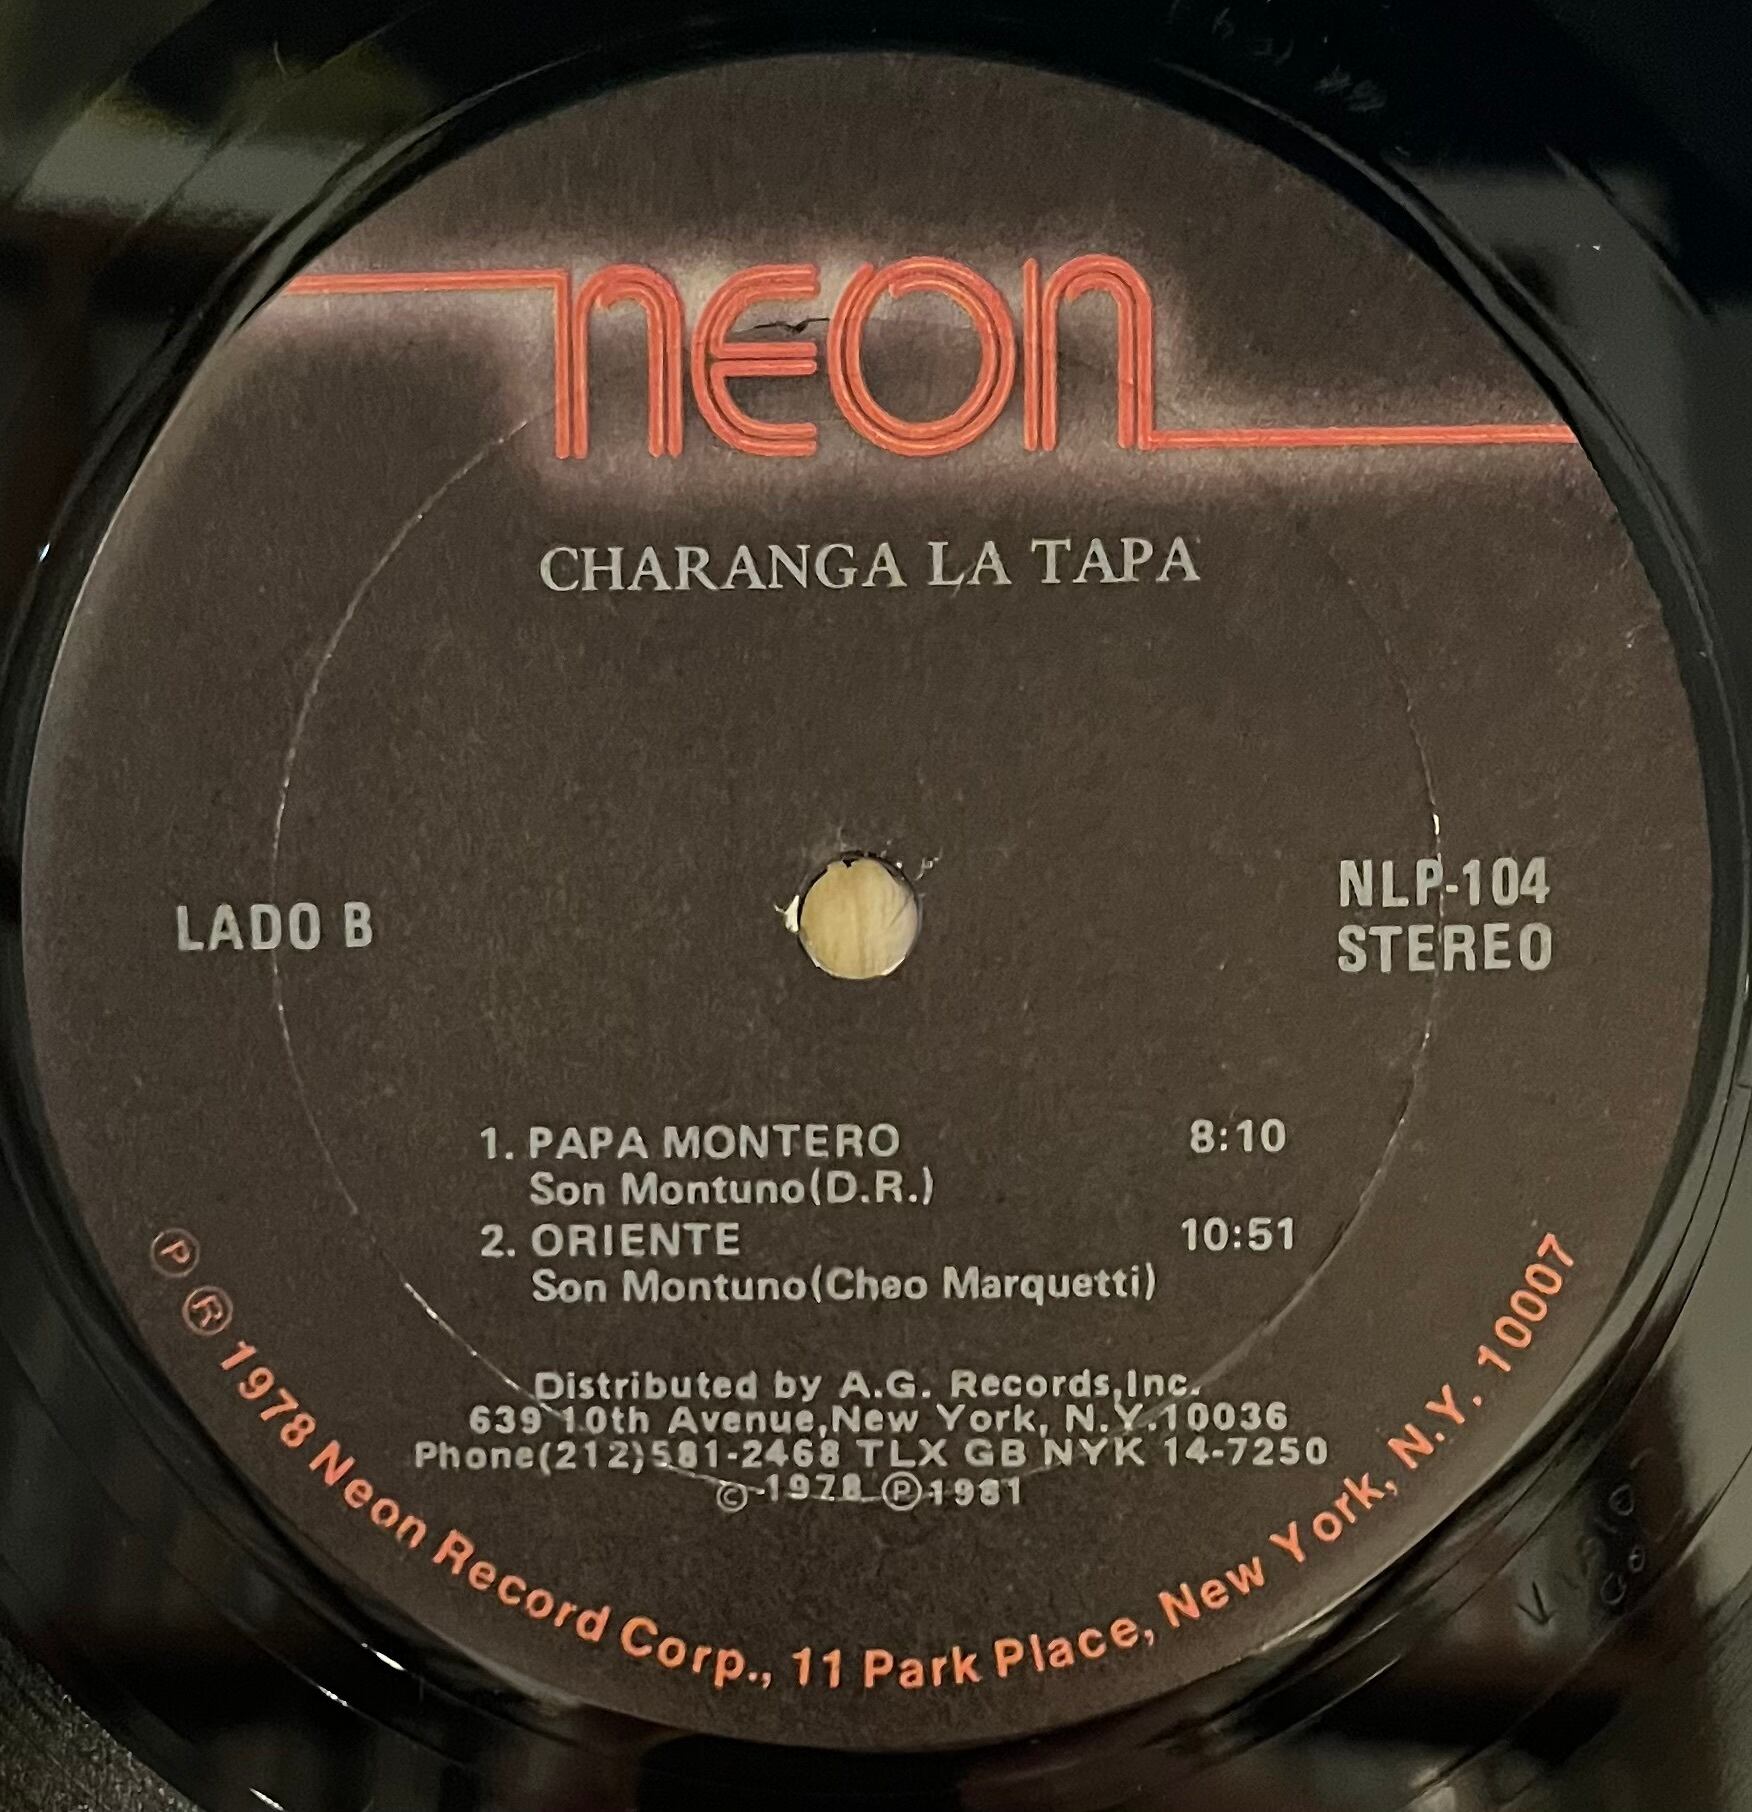 neon
CHARANGA LA TAPA
LADO B
NLP-104
STEREO
1. PAPA MONTERO 8:10
Son Montuno(D.R.)
2. ORIENTE 10:51
Son Montuno(Cheo Marquetti)
Distributed by A.G. Records,Inc.
639 10th Avenue,New York, N.Y.10036
Phone(212)581-2468 TLX GB NYK 14-7250
© 1978 ℗ 1981
℗ ® 1978 Neon Record Corp., 11 Park Place, New York, N.Y. 10007